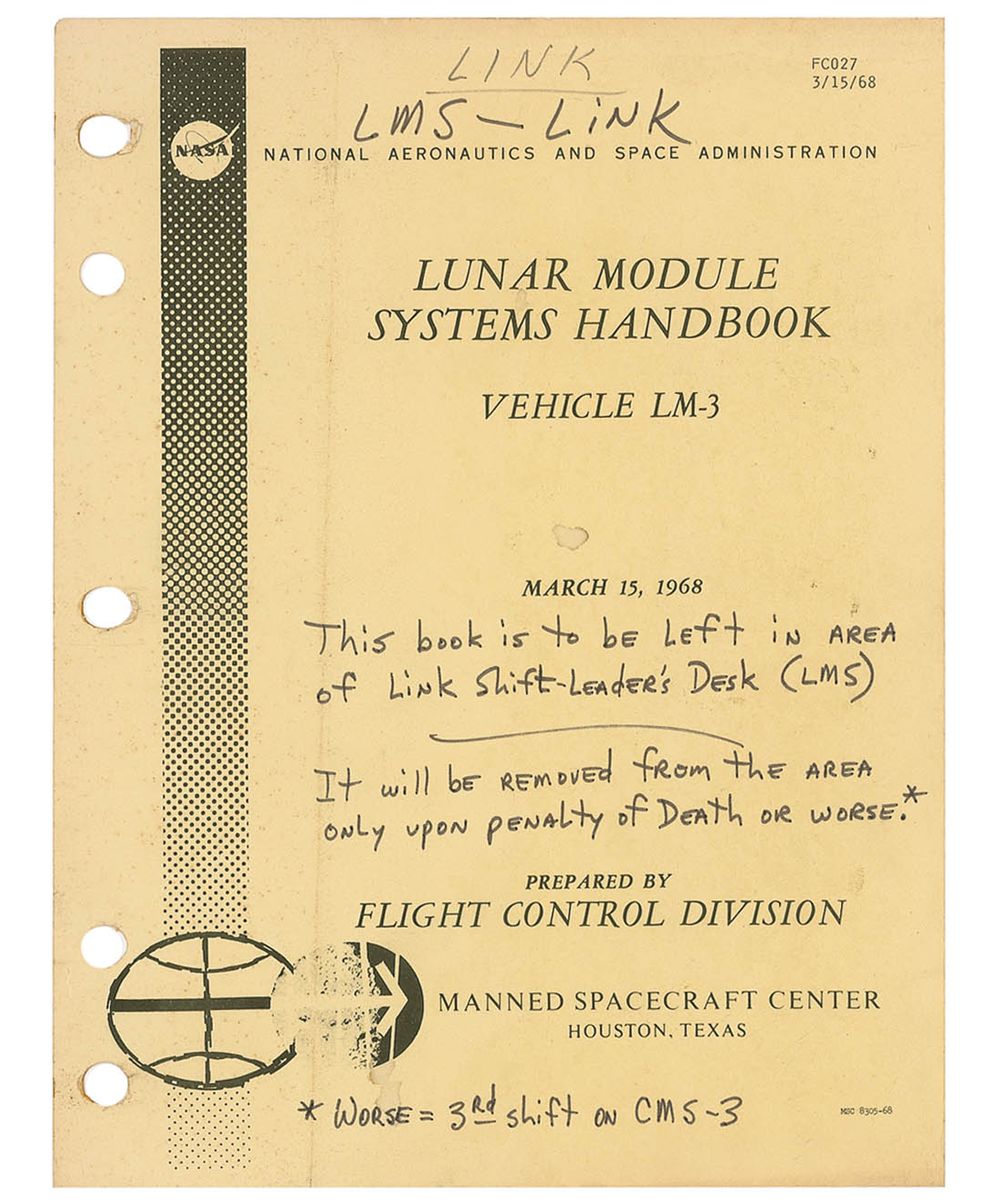 LINK
FC027
3/15/68
LMS - LINK
NASA
NATIONAL AERONAUTICS AND SPACE ADMINISTRATION
LUNAR MODULE
SYSTEMS HANDBOOK
VEHICLE LM-3
MARCH 15, 1968
This book is to be Left in AREA
of Link Shift-LEADER'S DESK (LMS)
It will be REMOVED from the AREA
ONLY UPON PENALTY of DEATH OR WORSE.*
PREPARED BY
FLIGHT CONTROL DIVISION
MANNED SPACECRAFT CENTER
HOUSTON, TEXAS
* WORSE = 3Rd shift ON CMS-3
MSC 8305-68